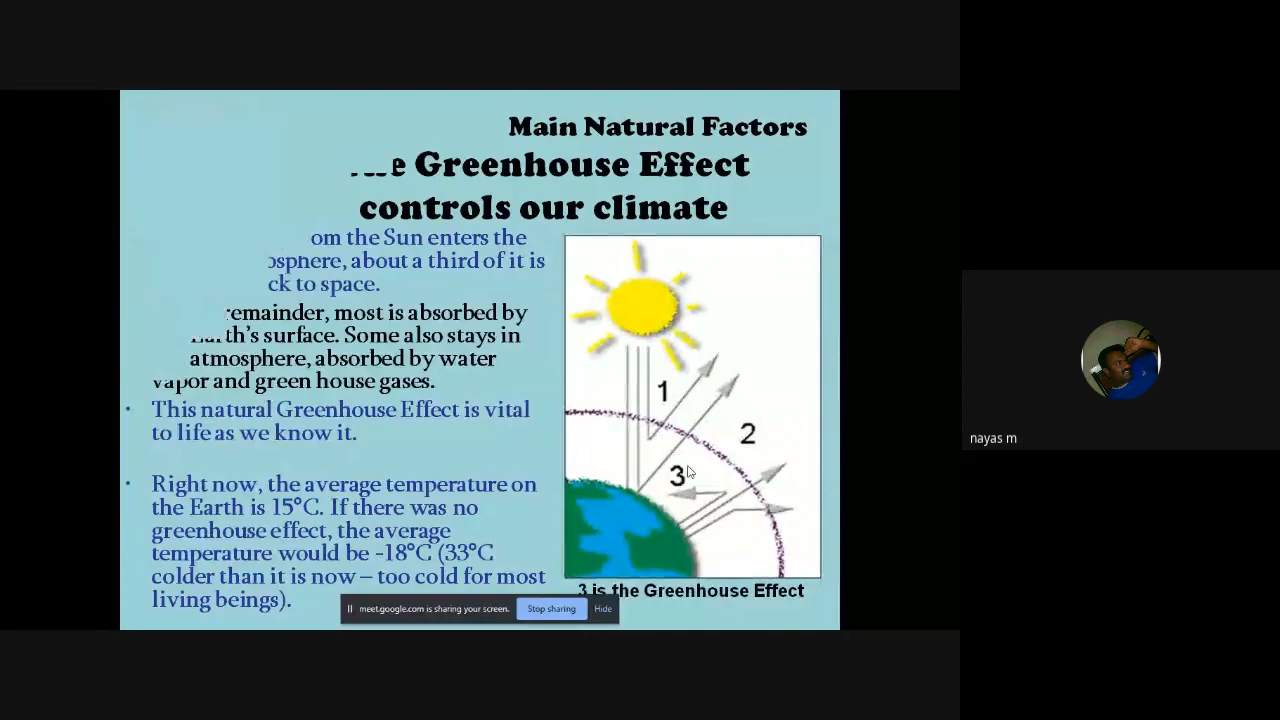 Main Natural Factors
Greenhouse Effect
controls our climate
the Sun enters the
about a third of it is
to space.
remainder, most is absorbed by
surface. Some also stays in
atmosphere, absorbed by water
vapor and green house gases.
• This natural Greenhouse Effect is vital
to life as we know it.
• Right now, the average temperature on
the Earth is 15°C. If there was no
greenhouse effect, the average
temperature would be -18°C (33°C
colder than it is now – too cold for most
living beings).
1
2
3
3 is the Greenhouse Effect
meet.google.com is sharing your screen.
Stop sharing
Hide
nayas m